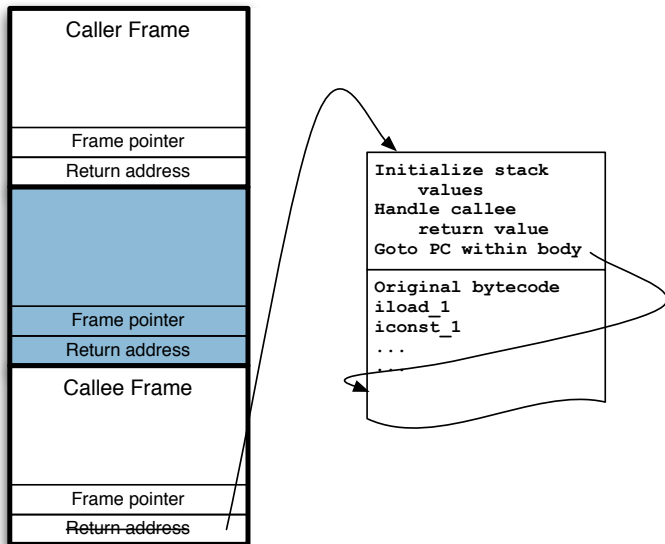 Caller Frame
Frame pointer
Return address
Frame pointer
Return address
Callee Frame
Frame pointer
Return address
Initialize stack
values
Handle callee
return value
Goto PC within body
Original bytecode
iload_1
iconst_1
...
...